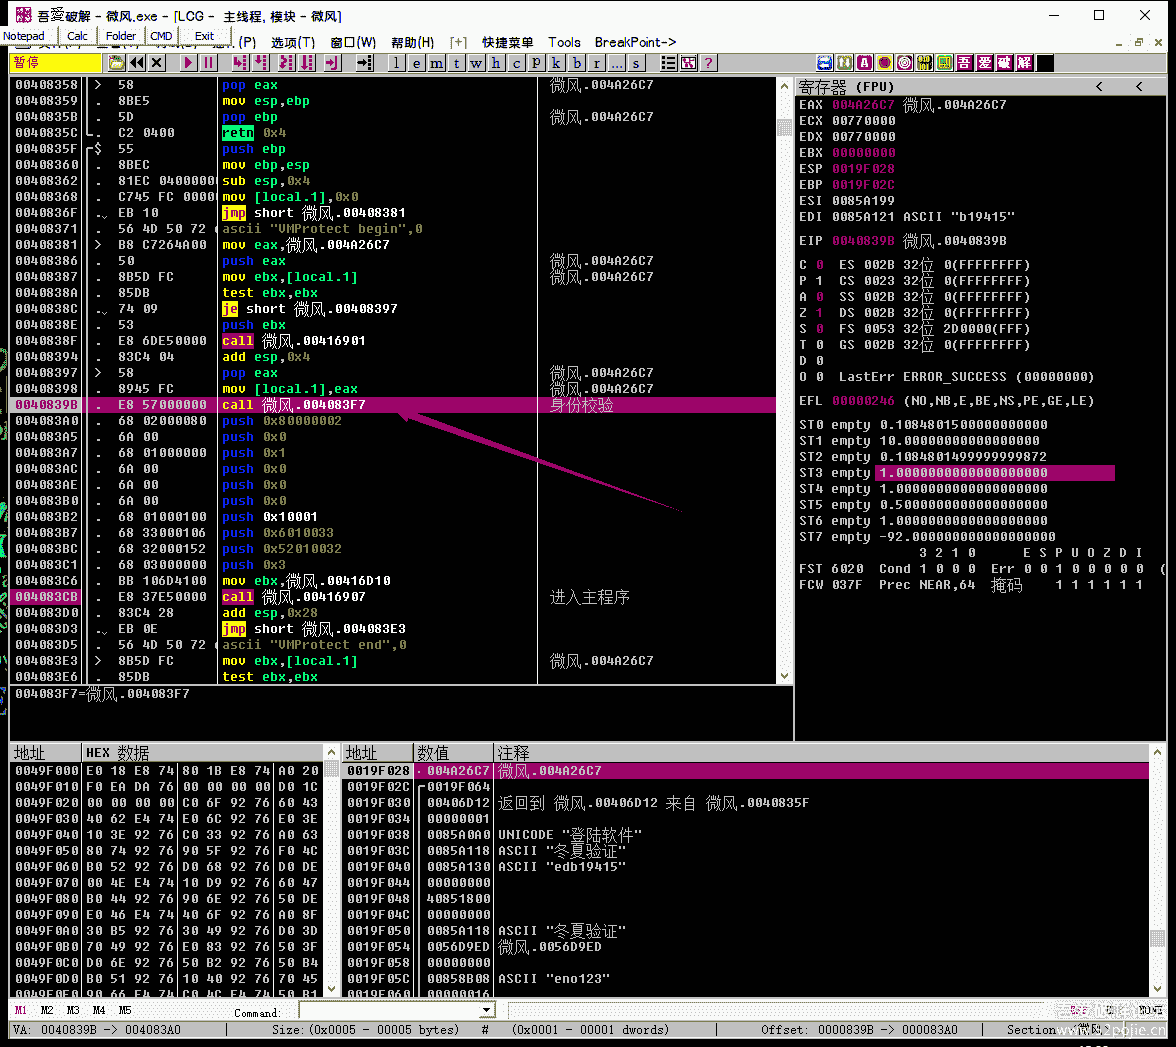 吾爱破解 - 微风.exe - [LCG - 主线程, 模块 - 微风]
Notepad Calc Folder CMD Exit (P) 选项(T) 窗口(W) 帮助(H) [+] 快捷菜单 Tools BreakPoint->
暂停 l e m t w h c p k b r ... s ? 吾 爱 破 解
00408358 > 58 pop eax 微风.004A26C7
00408359 . 8BE5 mov esp,ebp
0040835B . 5D pop ebp 微风.004A26C7
0040835C . C2 0400 retn 0x4
0040835F $ 55 push ebp
00408360 . 8BEC mov ebp,esp
00408362 . 81EC 0400000 sub esp,0x4
00408368 . C745 FC 0000 mov [local.1],0x0
0040836F . EB 10 jmp short 微风.00408381
00408371 . 56 4D 50 72 ascii "VMProtect begin",0
00408381 > B8 C7264A00 mov eax,微风.004A26C7
00408386 . 50 push eax 微风.004A26C7
00408387 . 8B5D FC mov ebx,[local.1] 微风.004A26C7
0040838A . 85DB test ebx,ebx
0040838C . 74 09 je short 微风.00408397
0040838E . 53 push ebx
0040838F . E8 6DE50000 call 微风.00416901
00408394 . 83C4 04 add esp,0x4
00408397 > 58 pop eax 微风.004A26C7
00408398 . 8945 FC mov [local.1],eax 微风.004A26C7
0040839B . E8 57000000 call 微风.004083F7 身份校验
004083A0 . 68 02000080 push 0x80000002
004083A5 . 6A 00 push 0x0
004083A7 . 68 01000000 push 0x1
004083AC . 6A 00 push 0x0
004083AE . 6A 00 push 0x0
004083B0 . 6A 00 push 0x0
004083B2 . 68 01000100 push 0x10001
004083B7 . 68 33000106 push 0x6010033
004083BC . 68 32000152 push 0x52010032
004083C1 . 68 03000000 push 0x3
004083C6 . BB 106D4100 mov ebx,微风.00416D10
004083CB . E8 37E50000 call 微风.00416907 进入主程序
004083D0 . 83C4 28 add esp,0x28
004083D3 . EB 0E jmp short 微风.004083E3
004083D5 . 56 4D 50 72 ascii "VMProtect end",0
004083E3 > 8B5D FC mov ebx,[local.1] 微风.004A26C7
004083E6 . 85DB test ebx,ebx
004083F7=微风.004083F7
寄存器 (FPU) < <
EAX 004A26C7 微风.004A26C7
ECX 00770000
EDX 00770000
EBX 00000000
ESP 0019F028
EBP 0019F02C
ESI 0085A199
EDI 0085A121 ASCII "b19415"
EIP 0040839B 微风.0040839B
C 0 ES 002B 32位 0(FFFFFFFF)
P 1 CS 0023 32位 0(FFFFFFFF)
A 0 SS 002B 32位 0(FFFFFFFF)
Z 1 DS 002B 32位 0(FFFFFFFF)
S 0 FS 0053 32位 2D0000(FFF)
T 0 GS 002B 32位 0(FFFFFFFF)
D 0
O 0 LastErr ERROR_SUCCESS (00000000)
EFL 00000246 (NO,NB,E,BE,NS,PE,GE,LE)
ST0 empty 0.1084801500000000000
ST1 empty 10.000000000000000000
ST2 empty 0.1084801499999999872
ST3 empty 1.0000000000000000000
ST4 empty 1.0000000000000000000
ST5 empty 0.5000000000000000000
ST6 empty 1.0000000000000000000
ST7 empty -92.000000000000000000
3 2 1 0 E S P U O Z D I
FST 6020 Cond 1 0 0 0 Err 0 0 1 0 0 0 0 0 (
FCW 037F Prec NEAR,64 掩码 1 1 1 1 1 1
地址 HEX 数据
0049F000 E0 18 E8 74 80 1B E8 74 A0 20
0049F010 F0 EA DA 76 00 00 00 00 D0 1C
0049F020 00 00 00 00 C0 6F 92 76 60 43
0049F030 40 62 E4 74 E0 6C 92 76 E0 3E
0049F040 10 3E 92 76 C0 33 92 76 A0 63
0049F050 80 74 92 76 90 5F 92 76 F0 4C
0049F060 B0 52 92 76 D0 68 92 76 D0 DE
0049F070 00 4E E4 74 10 D9 92 76 60 47
0049F080 B0 44 92 76 90 6E 92 76 50 DE
0049F090 E0 46 E4 74 40 6F 92 76 A0 8F
0049F0A0 30 B5 92 76 30 49 92 76 D0 3D
0049F0B0 70 49 92 76 E0 83 92 76 50 3F
0049F0C0 D0 6E 92 76 50 B2 92 76 50 B4
0049F0D0 B0 51 92 76 10 40 92 76 70 45
地址 数值 注释
0019F028 004A26C7 微风.004A26C7
0019F02C 0019F064
0019F030 00406D12 返回到 微风.00406D12 来自 微风.0040835F
0019F034 00000001
0019F038 0085A0A0 UNICODE "登陆软件"
0019F03C 0085A118 ASCII "冬夏验证"
0019F040 0085A130 ASCII "edb19415"
0019F044 00000000
0019F048 40851800
0019F04C 00000000
0019F050 0085A118 ASCII "冬夏验证"
0019F054 0056D9ED 微风.0056D9ED
0019F058 00000000
0019F05C 00858B08 ASCII "eno123"
0019F060 00000016
M1 M2 M3 M4 M5 Command:
VA: 0040839B -> 004083A0 Size:(0x0005 - 00005 bytes) # (0x0001 - 00001 dwords) Offset: 0000839B -> 000083A0 Section
www.52pojie.cn